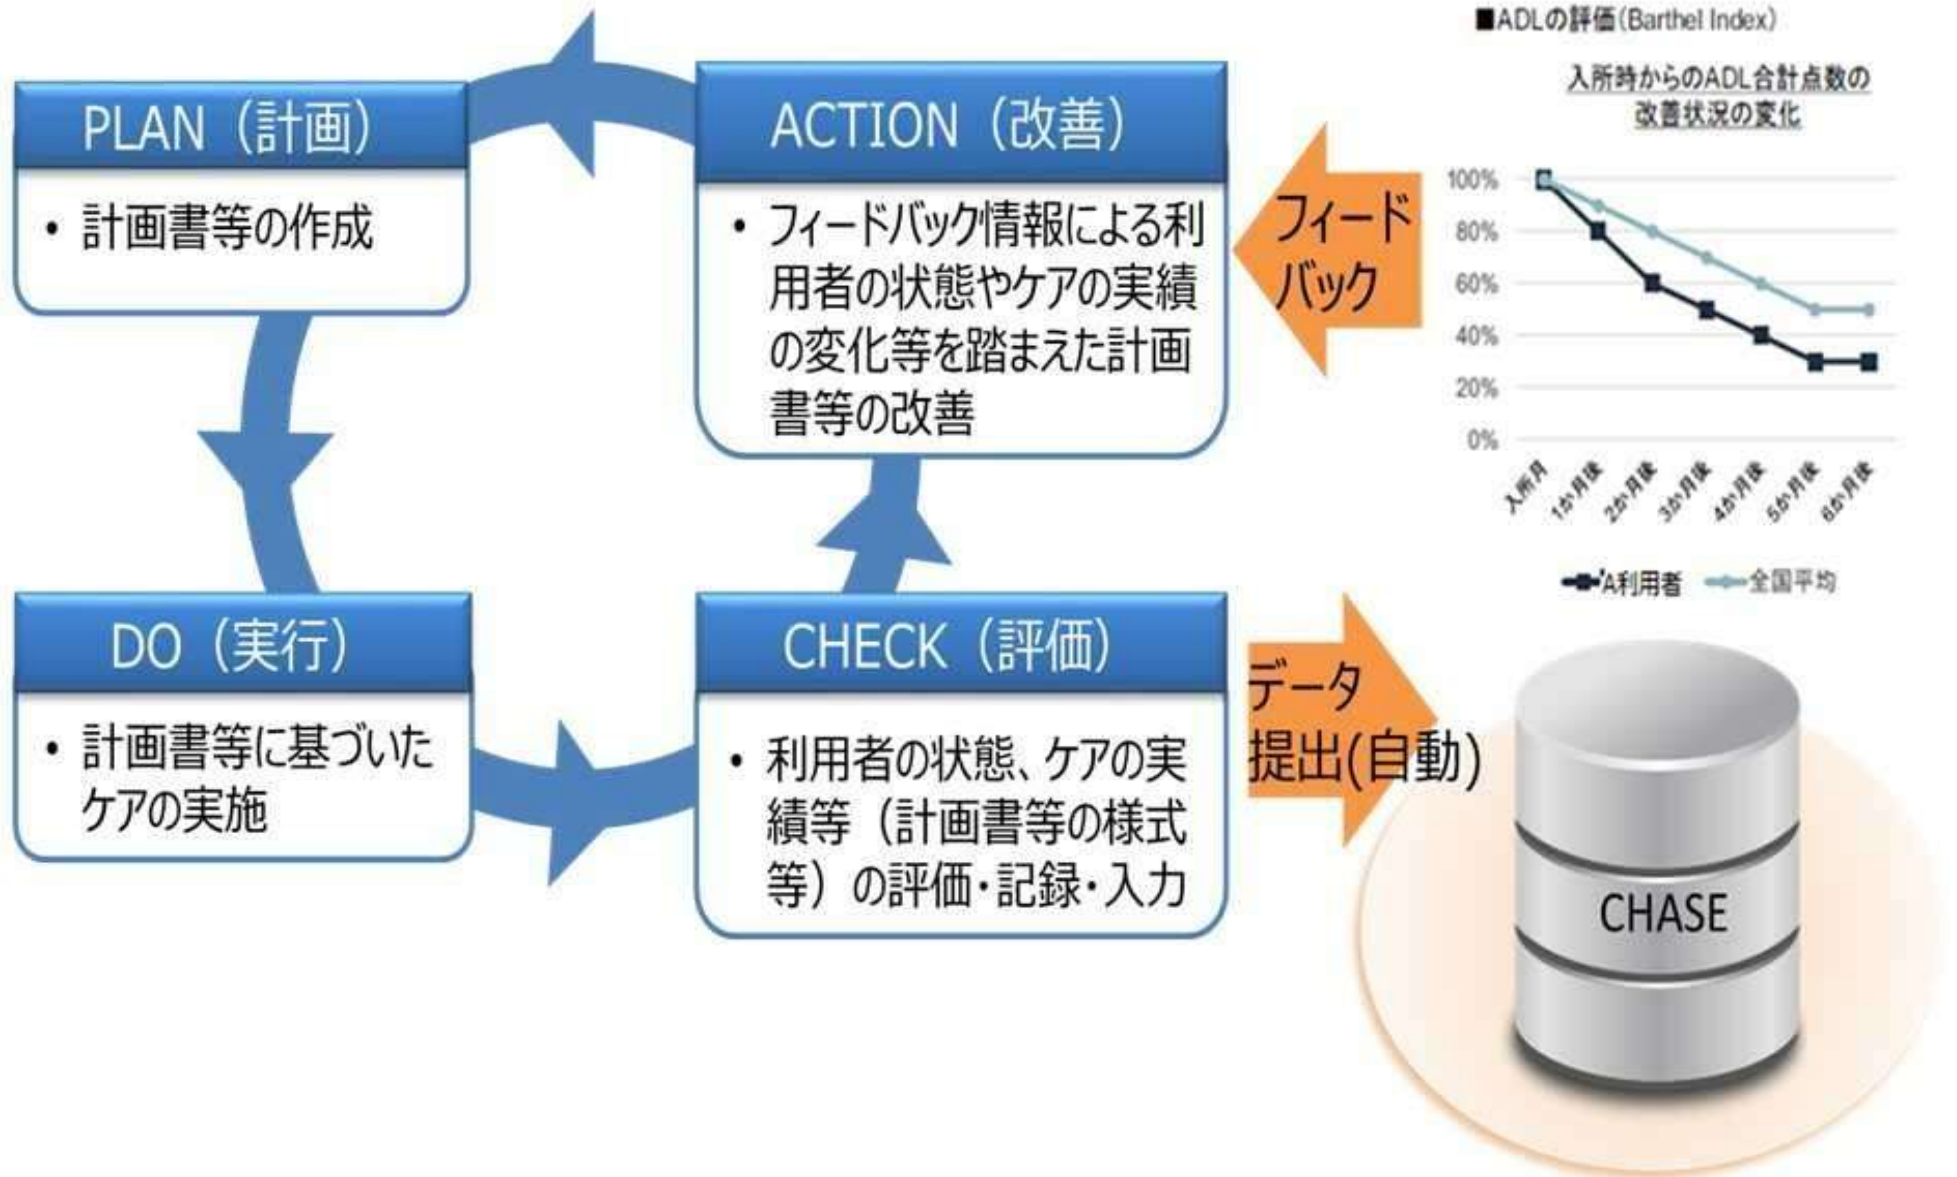 PLAN（計画）
・ 計画書等の作成
ACTION（改善）
・ フィードバック情報による利
用者の状態やケアの実績
の変化等を踏まえた計画
書等の改善
フィード
バック
■ADLの評価(Barthel Index)
入所時からのADL合計点数の
改善状況の変化
100%
80%
60%
40%
20%
0%
入所月
1か月後
2か月後
3か月後
4か月後
5か月後
6か月後
A利用者
全国平均
DO（実行）
・ 計画書等に基づいた
ケアの実施
CHECK（評価）
・ 利用者の状態、ケアの実
績等（計画書等の様式
等）の評価・記録・入力
データ
提出(自動)
CHASE